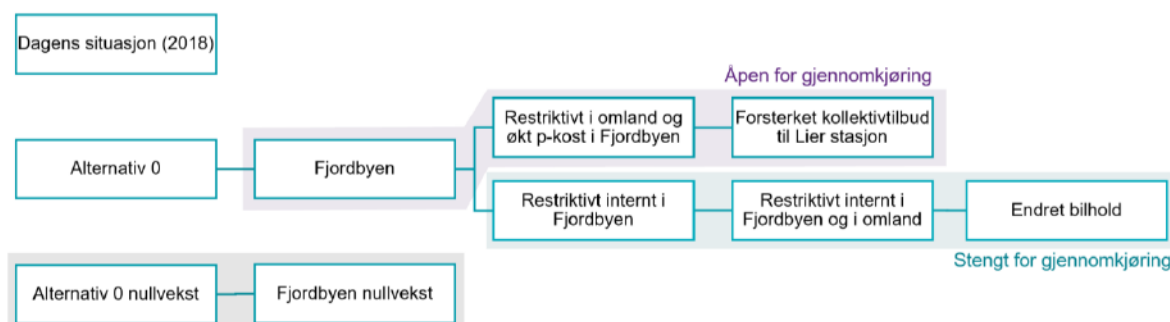 Dagens situasjon (2018)
Åpen for gjennomkjøring
Restriktivt i omland og
økt p-kost i Fjordbyen
Forsterket kollektivtilbud
til Lier stasjon
Alternativ 0
Fjordbyen
Restriktivt internt i
Fjordbyen
Restriktivt internt i
Fjordbyen og i omland
Endret bilhold
Stengt for gjennomkjøring
Alternativ 0 nullvekst
Fjordbyen nullvekst